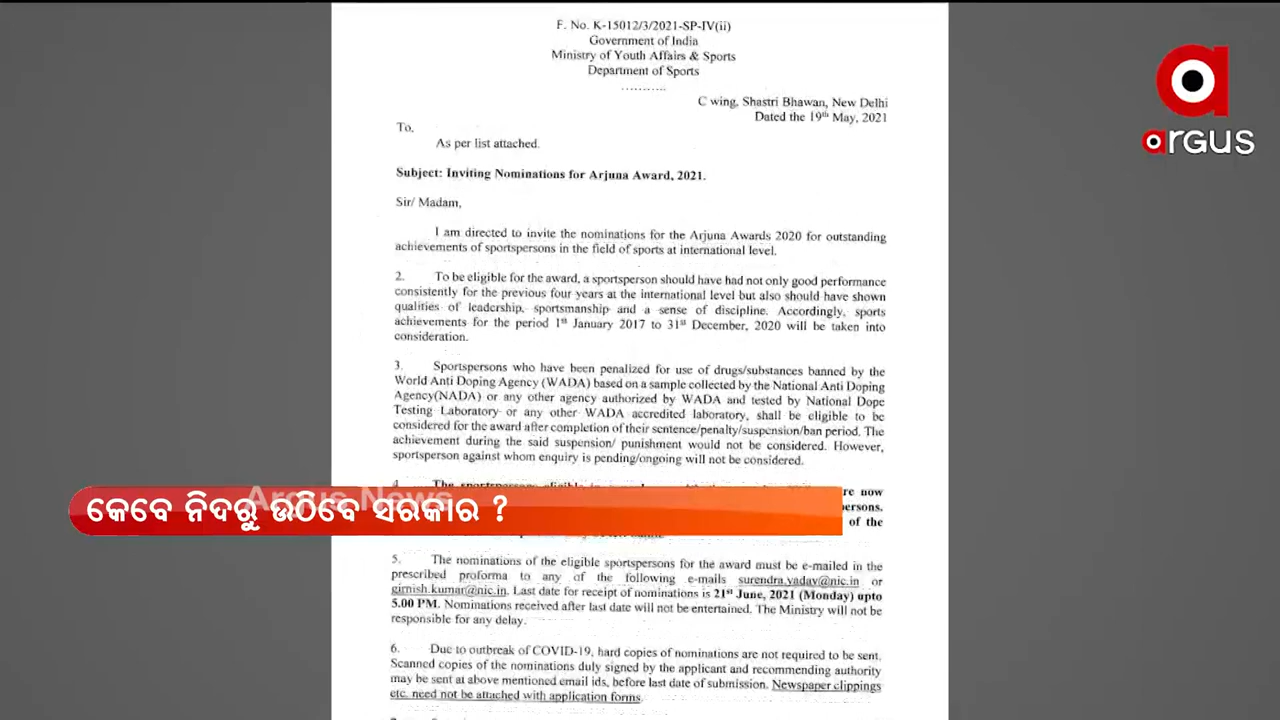 F. No. K-15012/3/2021-SP-IV(ii)
Government of India
Ministry of Youth Affairs & Sports
Department of Sports
...........
C wing, Shastri Bhawan, New Delhi
Dated the 19th May, 2021
To,
As per list attached.
Subject: Inviting Nominations for Arjuna Award, 2021.
Sir/ Madam,
I am directed to invite the nominations for the Arjuna Awards 2020 for outstanding
achievements of sportspersons in the field of sports at international level.
2. To be eligible for the award, a sportsperson should have had not only good performance
consistently for the previous four years at the international level but also should have shown
qualities of leadership, sportsmanship and a sense of discipline. Accordingly, sports
achievements for the period 1st January 2017 to 31st December, 2020 will be taken into
consideration.
3. Sportspersons who have been penalized for use of drugs/substances banned by the
World Anti Doping Agency (WADA) based on a sample collected by the National Anti Doping
Agency(NADA) or any other agency authorized by WADA and tested by National Dope
Testing Laboratory or any other WADA accredited laboratory, shall be eligible to be
considered for the award after completion of their sentence/penalty/suspension/ban period. The
achievement during the said suspension/ punishment would not be considered. However,
sportsperson against whom enquiry is pending/ongoing will not be considered.
4. The now
of the
5. The nominations of the eligible sportspersons for the award must be e-mailed in the
prescribed proforma to any of the following e-mails surendra.yadav@nic.in or
girnish.kumar@nic.in. Last date for receipt of nominations is 21st June, 2021 (Monday) upto
5.00 PM. Nominations received after last date will not be entertained. The Ministry will not be
responsible for any delay.
6. Due to outbreak of COVID-19, hard copies of nominations are not required to be sent.
Scanned copies of the nominations duly signed by the applicant and recommending authority
may be sent at above mentioned email ids, before last date of submission. Newspaper clippings
etc. need not be attached with application forms.
argus
Argus News
କେବେ ନିଦରୁ ଉଠିବେ ସରକାର ?